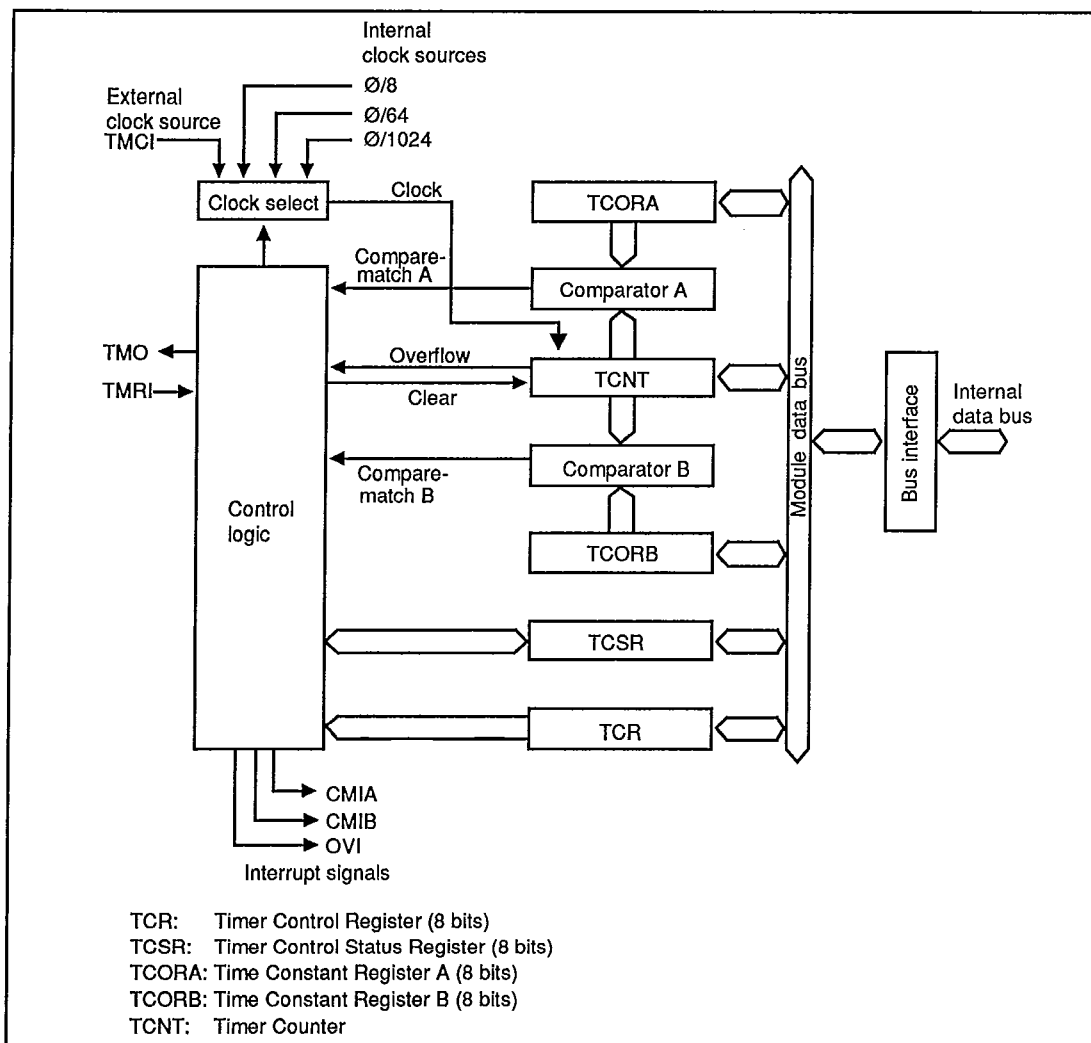 Internal
clock sources
Ø/8
External
clock source
Ø/64
TMCI
Ø/1024
Clock select
Clock
TCORA
Compare-
match A
Comparator A
TMO
Overflow
TCNT
TMRI
Clear
Internal
data bus
Module data bus
Bus interface
Compare-
match B
Comparator B
Control
logic
TCORB
TCSR
TCR
CMIA
CMIB
OVI
Interrupt signals
TCR: Timer Control Register (8 bits)
TCSR: Timer Control Status Register (8 bits)
TCORA: Time Constant Register A (8 bits)
TCORB: Time Constant Register B (8 bits)
TCNT: Timer Counter